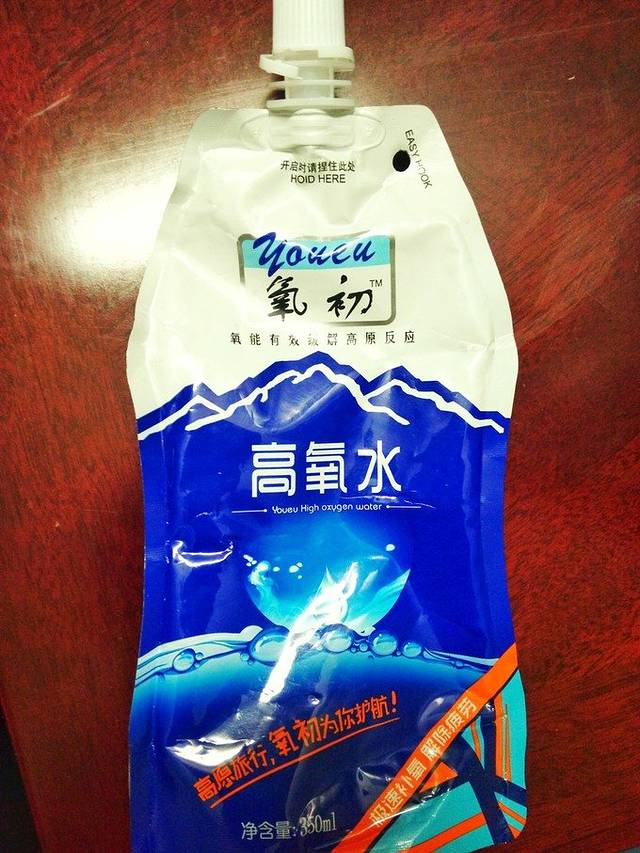 开启时请捏住此处
HOID HERE
EASY HOOK
Youeu
氧初™
氧能有效缓解高原反应
高氧水
Youeu High oxygen water
高原旅行,氧初为你护航!
极速补氧 解除疲劳
净含量:350ml